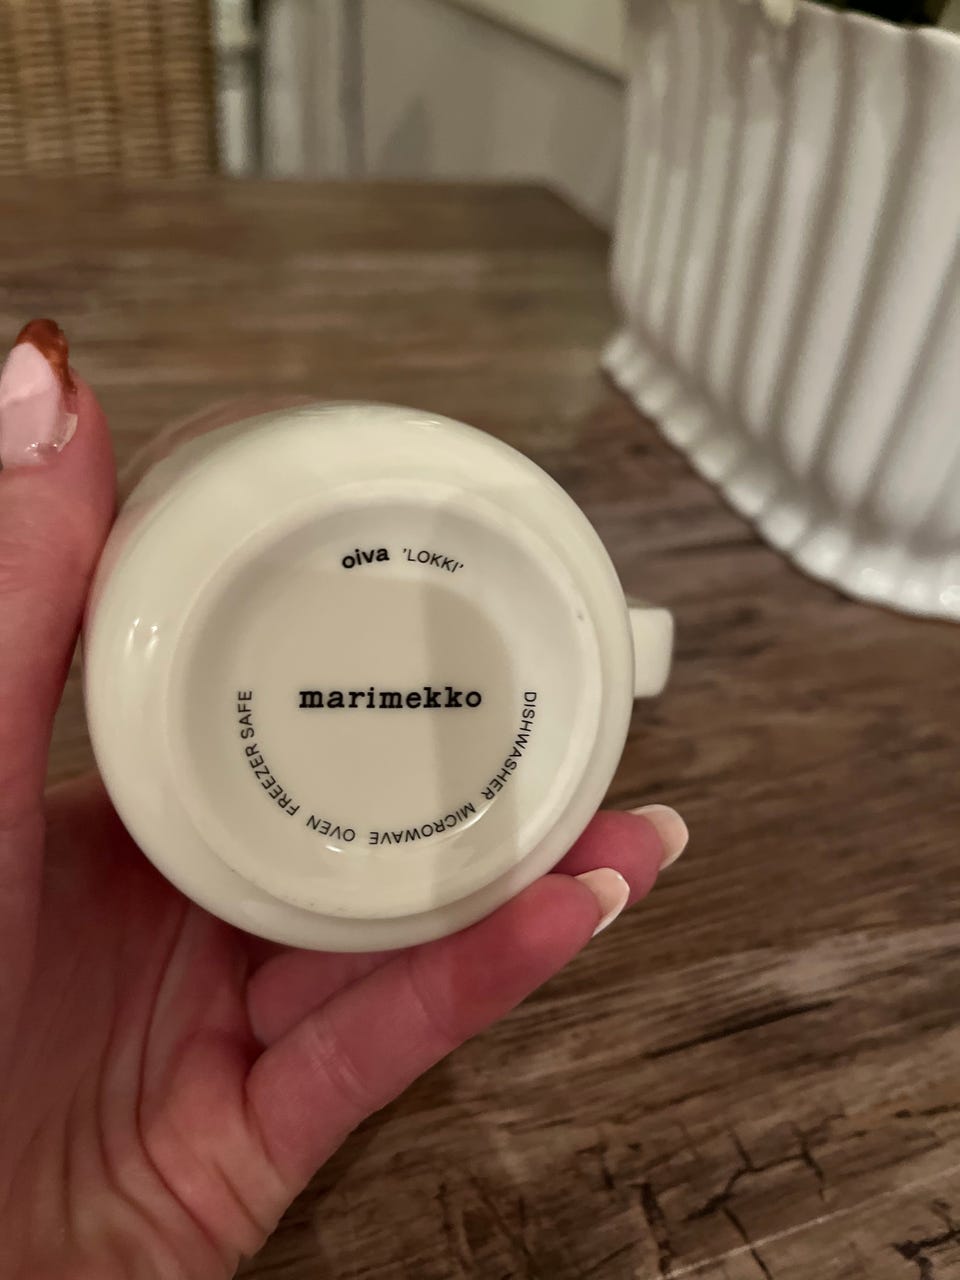 oiva 'LOKKI'
marimekko
DISHWASHER MICROWAVE OVEN FREEZER SAFE